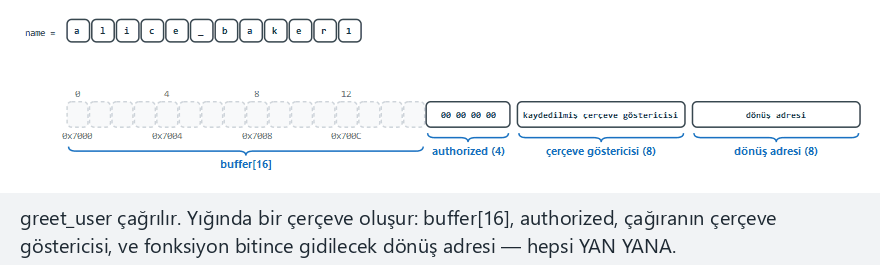 name = a l i c e _ b a k e r 1
0 4 8 12
00 00 00 00 kaydedilmiş çerçeve göstericisi dönüş adresi
0x7000 0x7004 0x7008 0x700C
buffer[16] authorized (4) çerçeve göstericisi (8) dönüş adresi (8)
greet_user çağrılır. Yığında bir çerçeve oluşur: buffer[16], authorized, çağıranın çerçeve
göstericisi, ve fonksiyon bitince gidilecek dönüş adresi — hepsi YAN YANA.